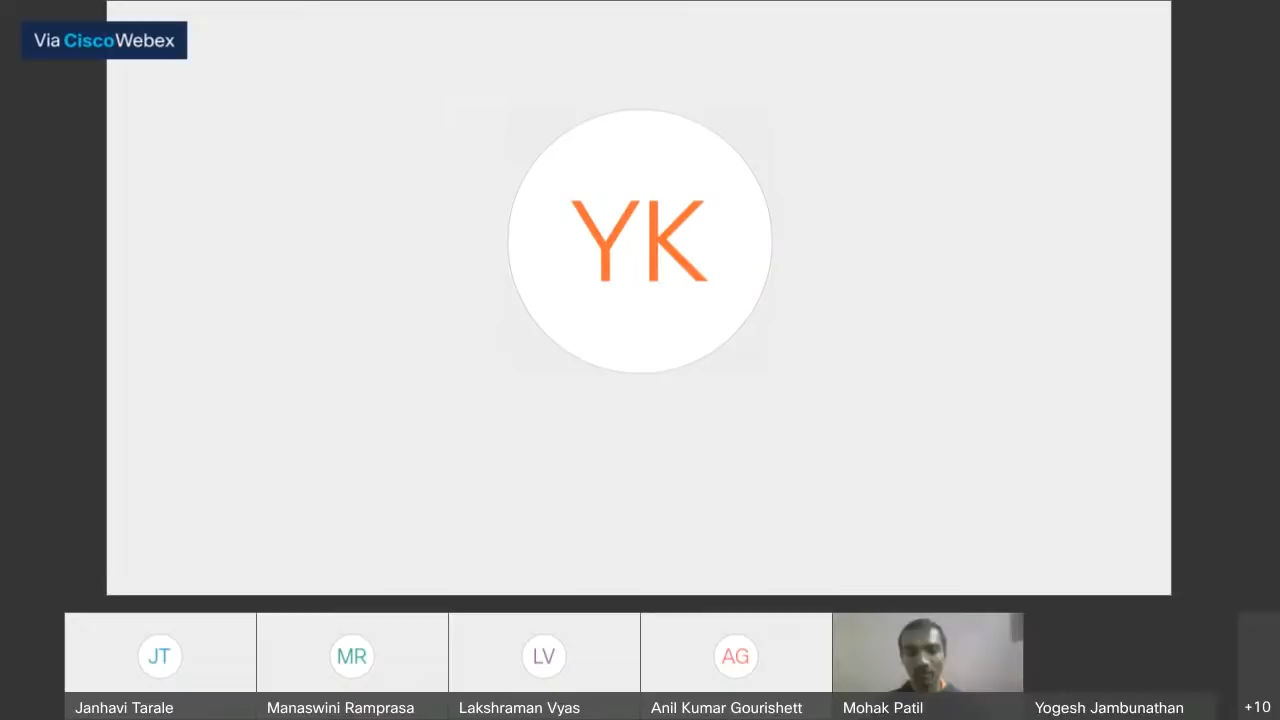 Via CiscoWebex
YK
JT
MR
LV
AG
Janhavi Tarale
Manaswini Ramprasa
Lakshraman Vyas
Anil Kumar Gourishett
Mohak Patil
Yogesh Jambunathan
+10